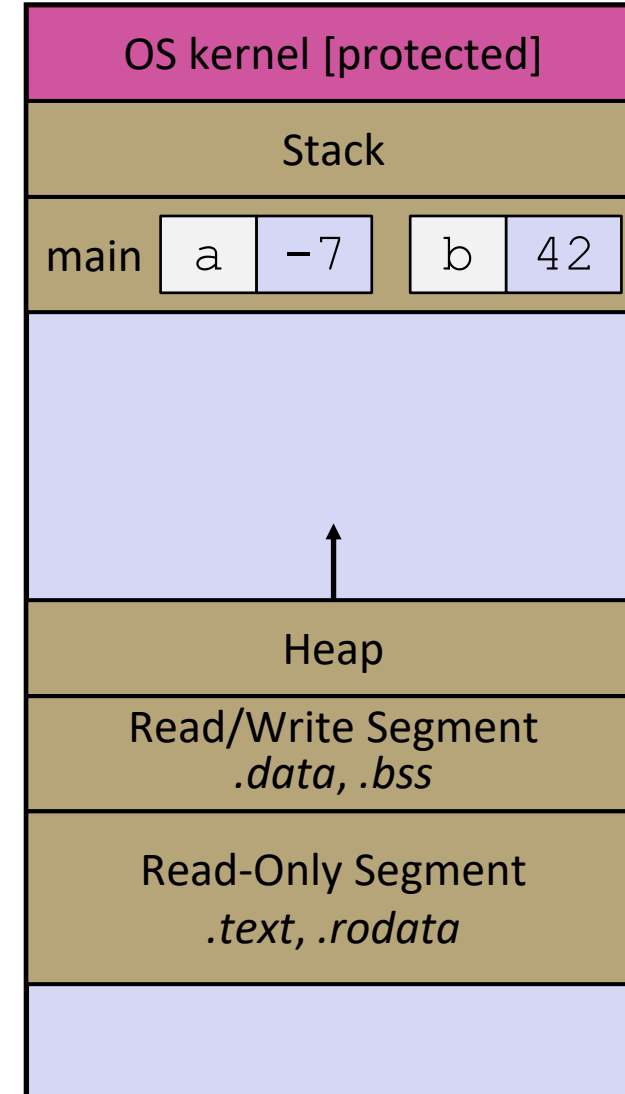 OS kernel [protected]
Stack
main a -7 b 42
Heap
Read/Write Segment
.data, .bss
Read-Only Segment
.text, .rodata